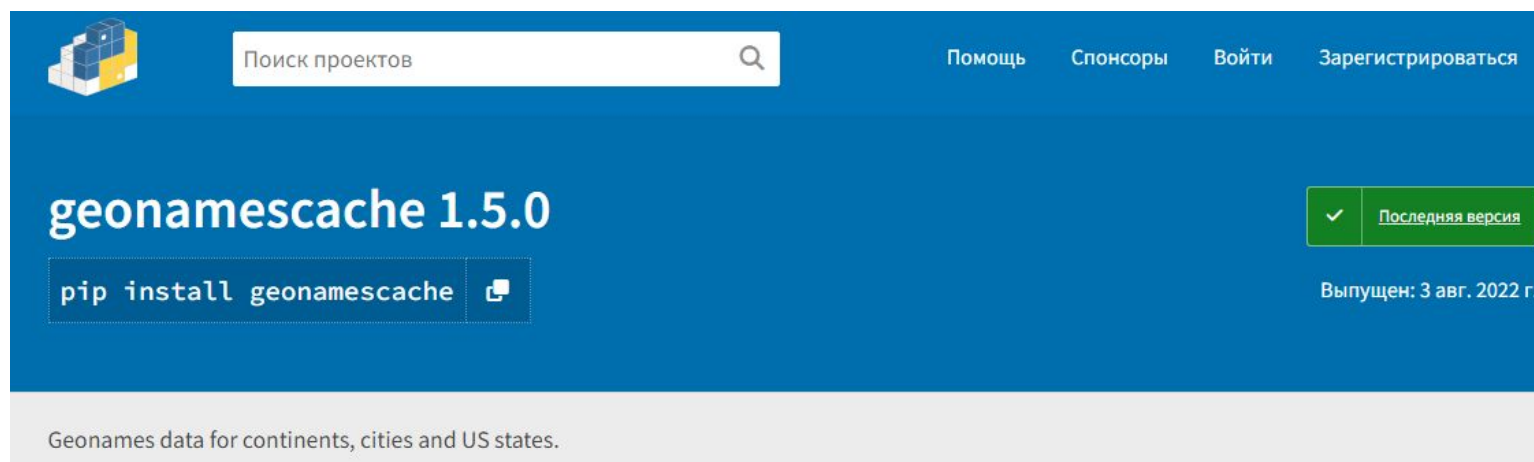 Поиск проектов
Помощь Спонсоры Войти Зарегистрироваться
geonamescache 1.5.0
Последняя версия
pip install geonamescache
Выпущен: 3 авг. 2022 г
Geonames data for continents, cities and US states.